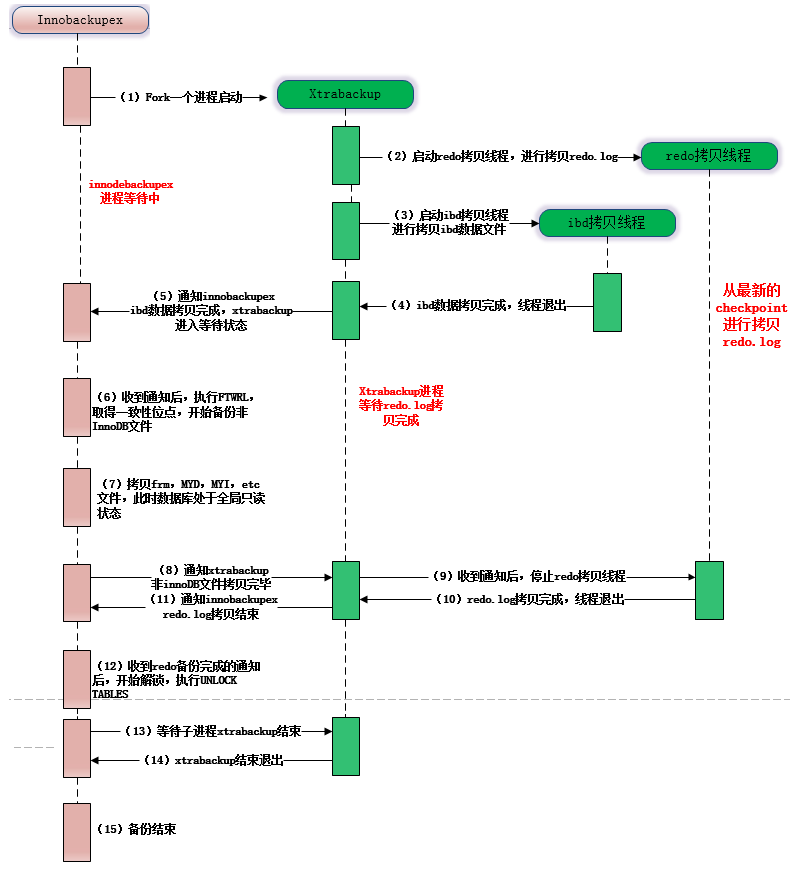 Innobackupex
（1）Fork一个进程启动
Xtrabackup
（2）启动redo拷贝线程，进行拷贝redo.log
redo拷贝线程
innodebackupex
进程等待中
（3）启动ibd拷贝线程
进行拷贝ibd数据文件
ibd拷贝线程
（5）通知innobackupex
ibd数据拷贝完成，xtrabackup
进入等待状态
（4）ibd数据拷贝完成，线程退出
从最新的
checkpoint
进行拷贝
redo.log
（6）收到通知后，执行FTWRL，
取得一致性位点，开始备份非
InnoDB文件
Xtrabackup进程
等待redo.log拷
贝完成
（7）拷贝frm，MYD，MYI，etc
文件，此时数据库处于全局只读
状态
（8）通知xtrabackup
非innoDB文件拷贝完毕
（9）收到通知后，停止redo拷贝线程
（11）通知innobackupex
redo.log拷贝结束
（10）redo.log拷贝完成，线程退出
（12）收到redo备份完成的通知
后，开始解锁，执行UNLOCK
TABLES
（13）等待子进程xtrabackup结束
（14）xtrabackup结束退出
（15）备份结束